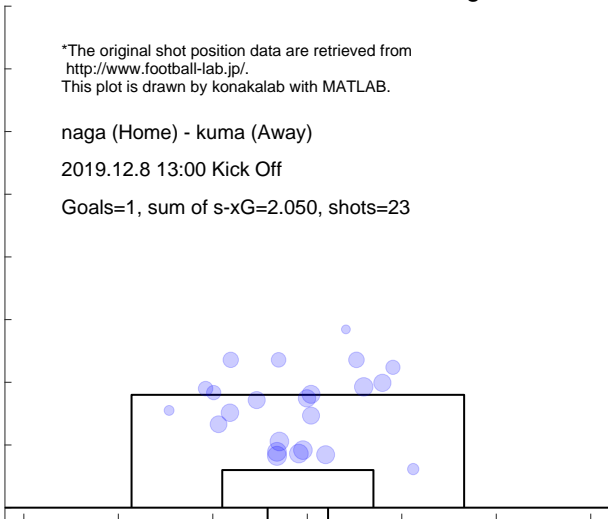 *The original shot position data are retrieved from
http://www.football-lab.jp/.
This plot is drawn by konakalab with MATLAB.
naga (Home) - kuma (Away)
2019.12.8 13:00 Kick Off
Goals=1, sum of s-xG=2.050, shots=23